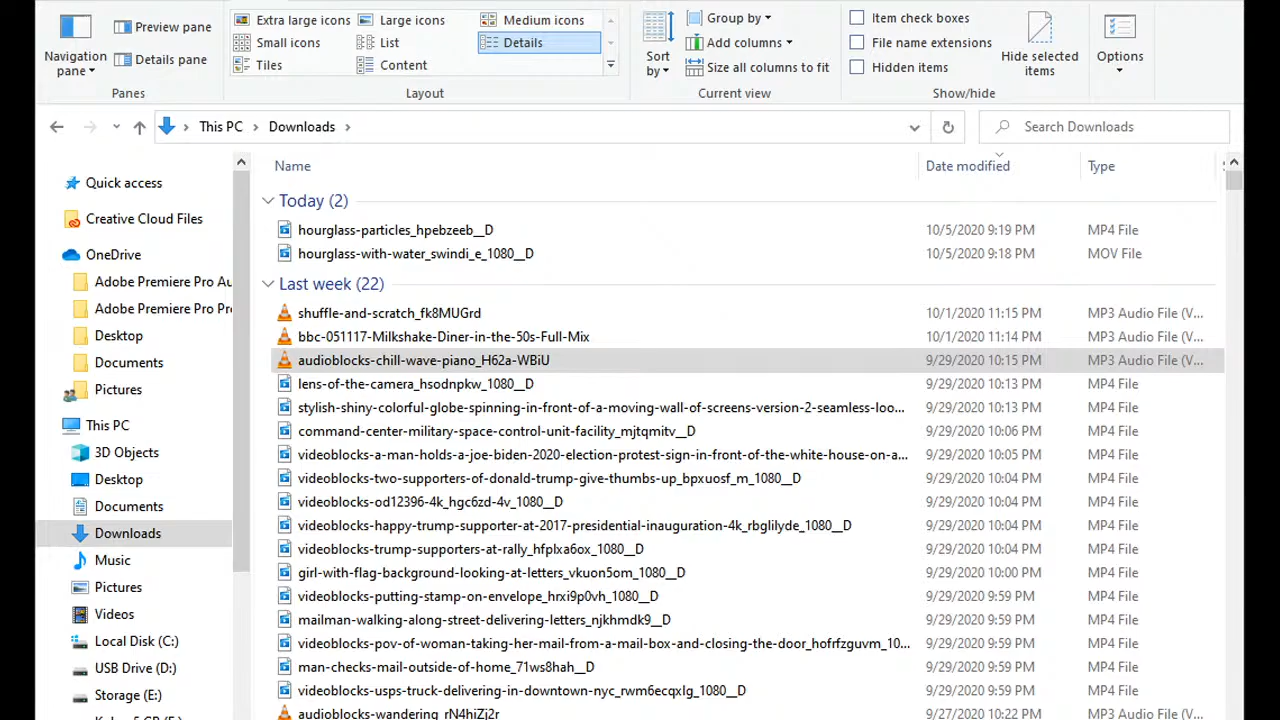 Navigation pane
Preview pane
Details pane
Panes
Extra large icons
Large icons
Medium icons
Small icons
List
Details
Tiles
Content
Layout
Sort by
Group by
Add columns
Size all columns to fit
Current view
Item check boxes
File name extensions
Hidden items
Hide selected items
Show/hide
Options
This PC > Downloads >
Search Downloads
Quick access
Creative Cloud Files
OneDrive
Adobe Premiere Pro Au
Adobe Premiere Pro Pr
Desktop
Documents
Pictures
This PC
3D Objects
Desktop
Documents
Downloads
Music
Pictures
Videos
Local Disk (C:)
USB Drive (D:)
Storage (E:)
Name Date modified Type
Today (2)
hourglass-particles_hpebzeeb__D 10/5/2020 9:19 PM MP4 File
hourglass-with-water_swindi_e_1080__D 10/5/2020 9:18 PM MOV File
Last week (22)
shuffle-and-scratch_fk8MUGrd 10/1/2020 11:15 PM MP3 Audio File (V...
bbc-051117-Milkshake-Diner-in-the-50s-Full-Mix 10/1/2020 11:14 PM MP3 Audio File (V...
audioblocks-chill-wave-piano_H62a-WBiU 9/29/2020 10:15 PM MP3 Audio File (V...
lens-of-the-camera_hsodnpkw_1080__D 9/29/2020 10:13 PM MP4 File
stylish-shiny-colorful-globe-spinning-in-front-of-a-moving-wall-of-screens-version-2-seamless-loo... 9/29/2020 10:13 PM MP4 File
command-center-military-space-control-unit-facility_mjtqmitv__D 9/29/2020 10:06 PM MP4 File
videoblocks-a-man-holds-a-joe-biden-2020-election-protest-sign-in-front-of-the-white-house-on-a... 9/29/2020 10:05 PM MP4 File
videoblocks-two-supporters-of-donald-trump-give-thumbs-up_bpxuosf_m_1080__D 9/29/2020 10:04 PM MP4 File
videoblocks-od12396-4k_hgc6zd-4v_1080__D 9/29/2020 10:04 PM MP4 File
videoblocks-happy-trump-supporter-at-2017-presidential-inauguration-4k_rbglilyde_1080__D 9/29/2020 10:04 PM MP4 File
videoblocks-trump-supporters-at-rally_hfplxa6ox_1080__D 9/29/2020 10:04 PM MP4 File
girl-with-flag-background-looking-at-letters_vkuon5om_1080__D 9/29/2020 10:00 PM MP4 File
videoblocks-putting-stamp-on-envelope_hrxi9p0vh_1080__D 9/29/2020 9:59 PM MP4 File
mailman-walking-along-street-delivering-letters_njkhmdk9__D 9/29/2020 9:59 PM MP4 File
videoblocks-pov-of-woman-taking-her-mail-from-a-mail-box-and-closing-the-door_hofrfzguvm_10... 9/29/2020 9:59 PM MP4 File
man-checks-mail-outside-of-home_71ws8hah__D 9/29/2020 9:59 PM MP4 File
videoblocks-usps-truck-delivering-in-downtown-nyc_rwm6ecqxlg_1080__D 9/29/2020 9:59 PM MP4 File
audioblocks-wandering_rN4hiZj2r 9/27/2020 10:22 PM MP3 Audio File (V...